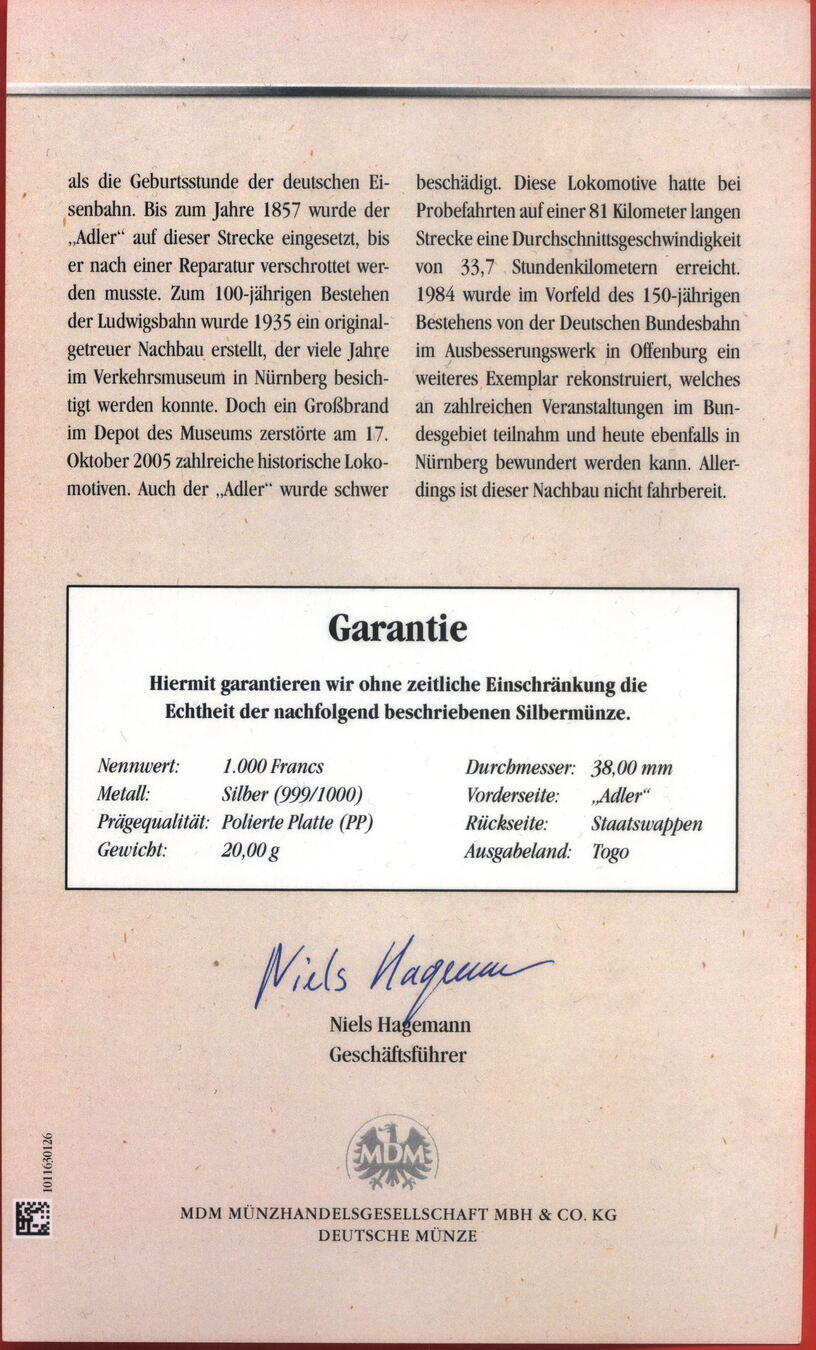 als die Geburtsstunde der deutschen Ei-
senbahn. Bis zum Jahre 1857 wurde der
„Adler“ auf dieser Strecke eingesetzt, bis
er nach einer Reparatur verschrottet wer-
den musste. Zum 100-jährigen Bestehen
der Ludwigsbahn wurde 1935 ein original-
getreuer Nachbau erstellt, der viele Jahre
im Verkehrsmuseum in Nürnberg besich-
tigt werden konnte. Doch ein Großbrand
im Depot des Museums zerstörte am 17.
Oktober 2005 zahlreiche historische Loko-
motiven. Auch der „Adler“ wurde schwer
beschädigt. Diese Lokomotive hatte bei
Probefahrten auf einer 81 Kilometer langen
Strecke eine Durchschnittsgeschwindigkeit
von 33,7 Stundenkilometern erreicht.
1984 wurde im Vorfeld des 150-jährigen
Bestehens von der Deutschen Bundesbahn
im Ausbesserungswerk in Offenburg ein
weiteres Exemplar rekonstruiert, welches
an zahlreichen Veranstaltungen im Bun-
desgebiet teilnahm und heute ebenfalls in
Nürnberg bewundert werden kann. Aller-
dings ist dieser Nachbau nicht fahrbereit.
Garantie
Hiermit garantieren wir ohne zeitliche Einschränkung die
Echtheit der nachfolgend beschriebenen Silbermünze.
Nennwert: 1.000 Francs
Metall: Silber (999/1000)
Prägequalität: Polierte Platte (PP)
Gewicht: 20,00 g
Durchmesser: 38,00 mm
Vorderseite: „Adler“
Rückseite: Staatswappen
Ausgabeland: Togo
Niels Hagemann
Niels Hagemann
Geschäftsführer
MDM
MDM MÜNZHANDELSGESELLSCHAFT MBH & CO. KG
DEUTSCHE MÜNZE
1011630126